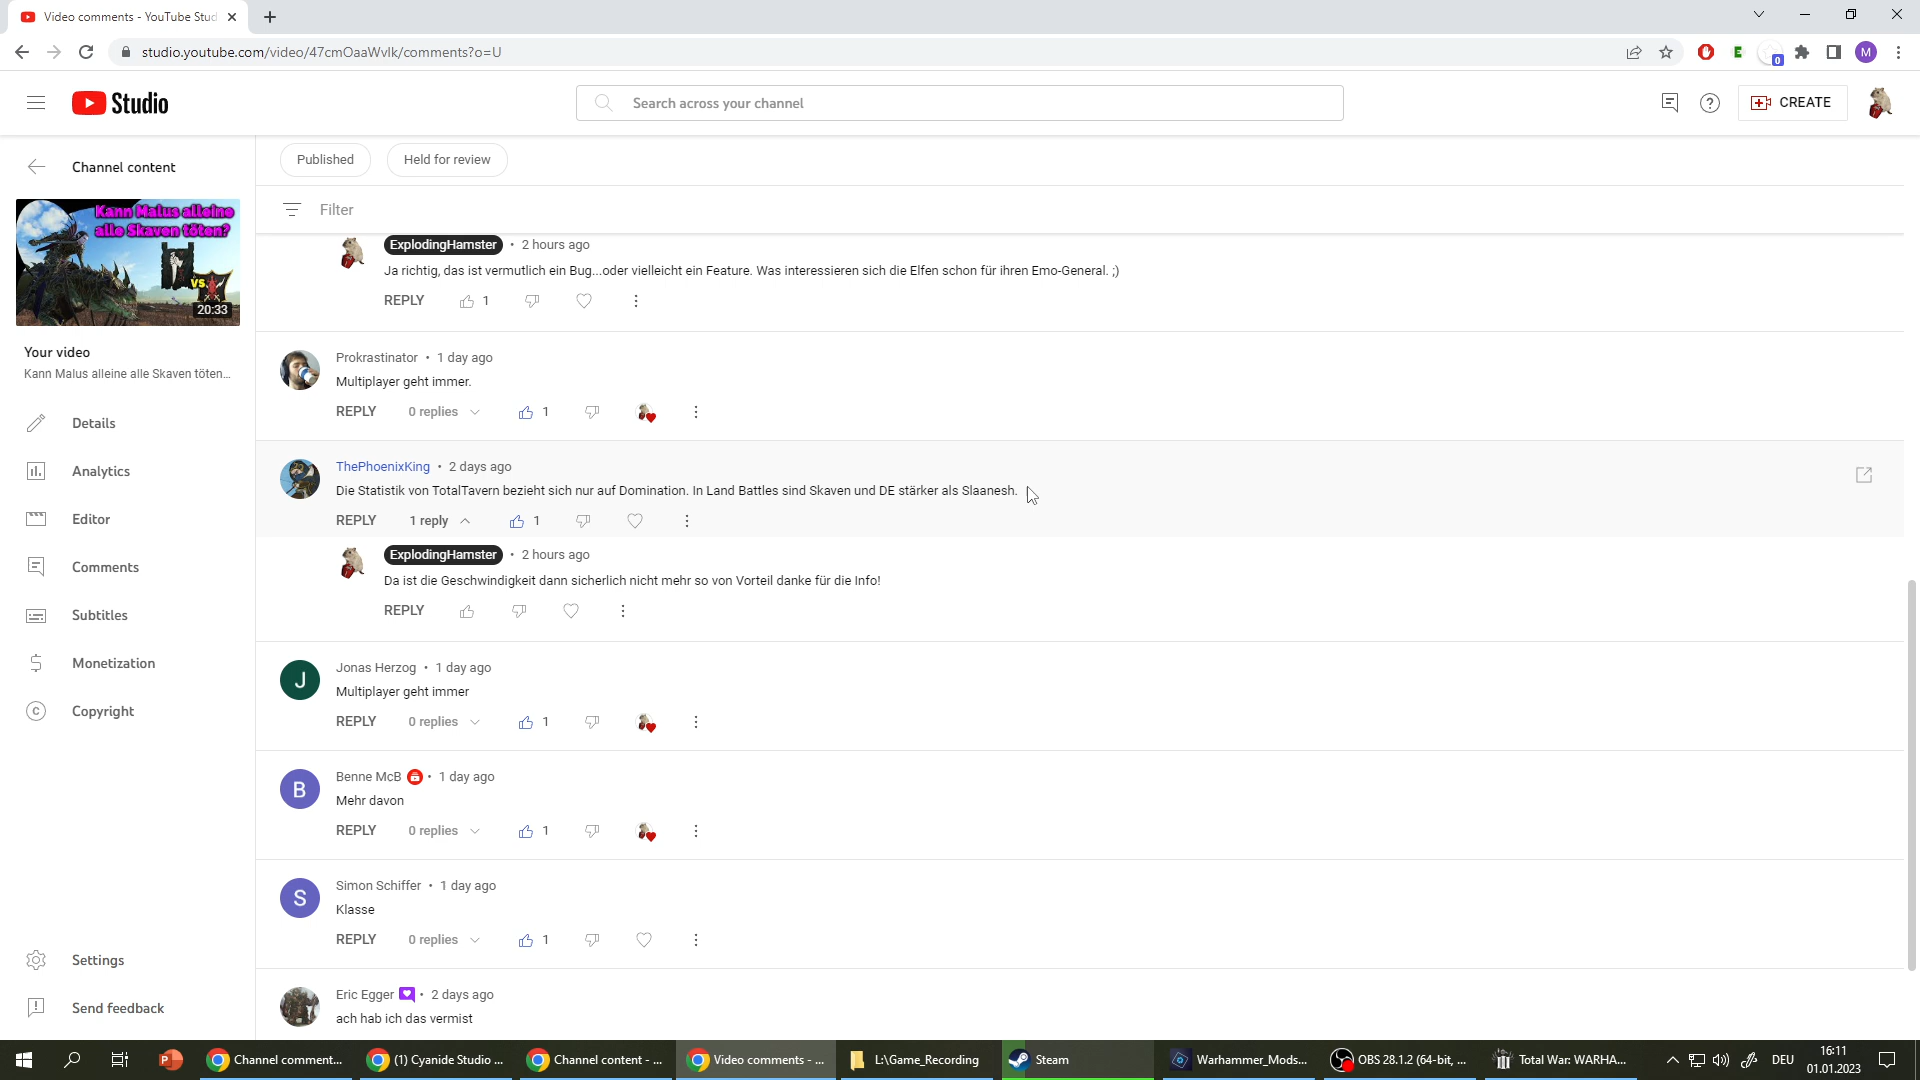 Video comments - YouTube Stud
studio.youtube.com/video/47cmOaaWvlk/comments?o=U
0
M
Studio
Search across your channel
CREATE
Channel content
Published
Held for review
Filter
Kann Malus alleine
alle Skaven töten?
VS.
20:33
Your video
Kann Malus alleine alle Skaven töten...
Details
Analytics
Editor
Comments
Subtitles
Monetization
Copyright
Settings
Send feedback
ExplodingHamster • 2 hours ago
Ja richtig, das ist vermutlich ein Bug...oder vielleicht ein Feature. Was interessieren sich die Elfen schon für ihren Emo-General. ;)
REPLY 1
Prokrastinator • 1 day ago
Multiplayer geht immer.
REPLY 0 replies 1
ThePhoenixKing • 2 days ago
Die Statistik von TotalTavern bezieht sich nur auf Domination. In Land Battles sind Skaven und DE stärker als Slaanesh.
REPLY 1 reply 1
ExplodingHamster • 2 hours ago
Da ist die Geschwindigkeit dann sicherlich nicht mehr so von Vorteil danke für die Info!
REPLY
J
Jonas Herzog • 1 day ago
Multiplayer geht immer
REPLY 0 replies 1
B
Benne McB • 1 day ago
Mehr davon
REPLY 0 replies 1
S
Simon Schiffer • 1 day ago
Klasse
REPLY 0 replies 1
Eric Egger • 2 days ago
ach hab ich das vermist
Channel comment... (1) Cyanide Studio ... Channel content - ... Video comments - ... L:\Game_Recording Steam Warhammer_Mods... OBS 28.1.2 (64-bit, ... Total War: WARHA... DEU 16:11
01.01.2023